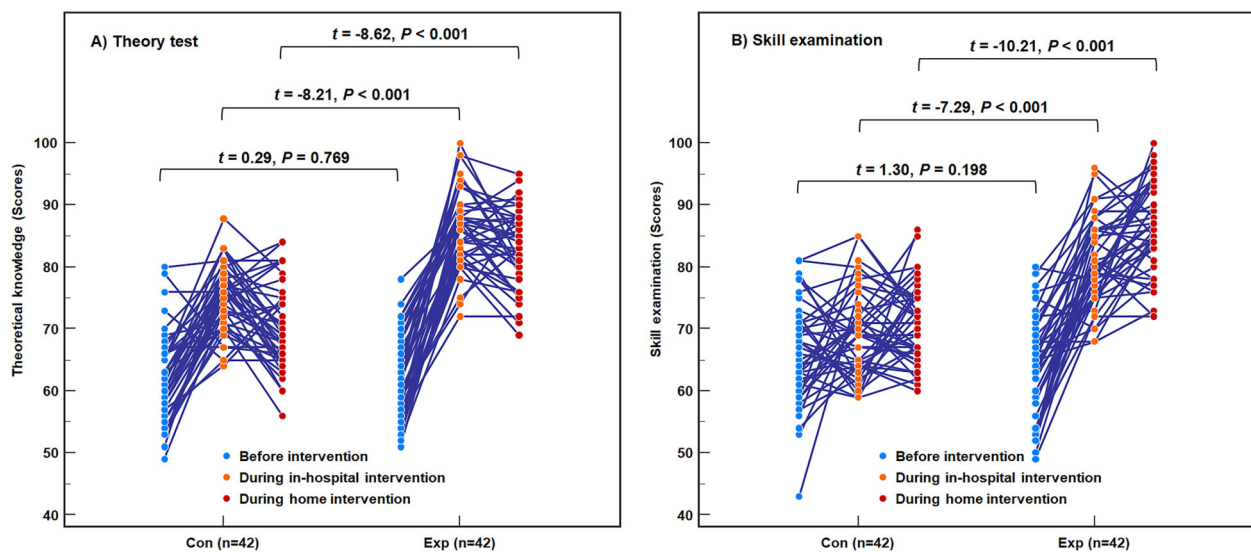 A) Theory test
t = -8.62, P < 0.001
t = -8.21, P < 0.001
t = 0.29, P = 0.769
Theoretical knowledge (Scores)
100
90
80
70
60
50
40
Before intervention
During in-hospital intervention
During home intervention
Con (n=42)
Exp (n=42)
B) Skill examination
t = -10.21, P < 0.001
t = -7.29, P < 0.001
t = 1.30, P = 0.198
Skill examination (Scores)
100
90
80
70
60
50
40
Before intervention
During in-hospital intervention
During home intervention
Con (n=42)
Exp (n=42)